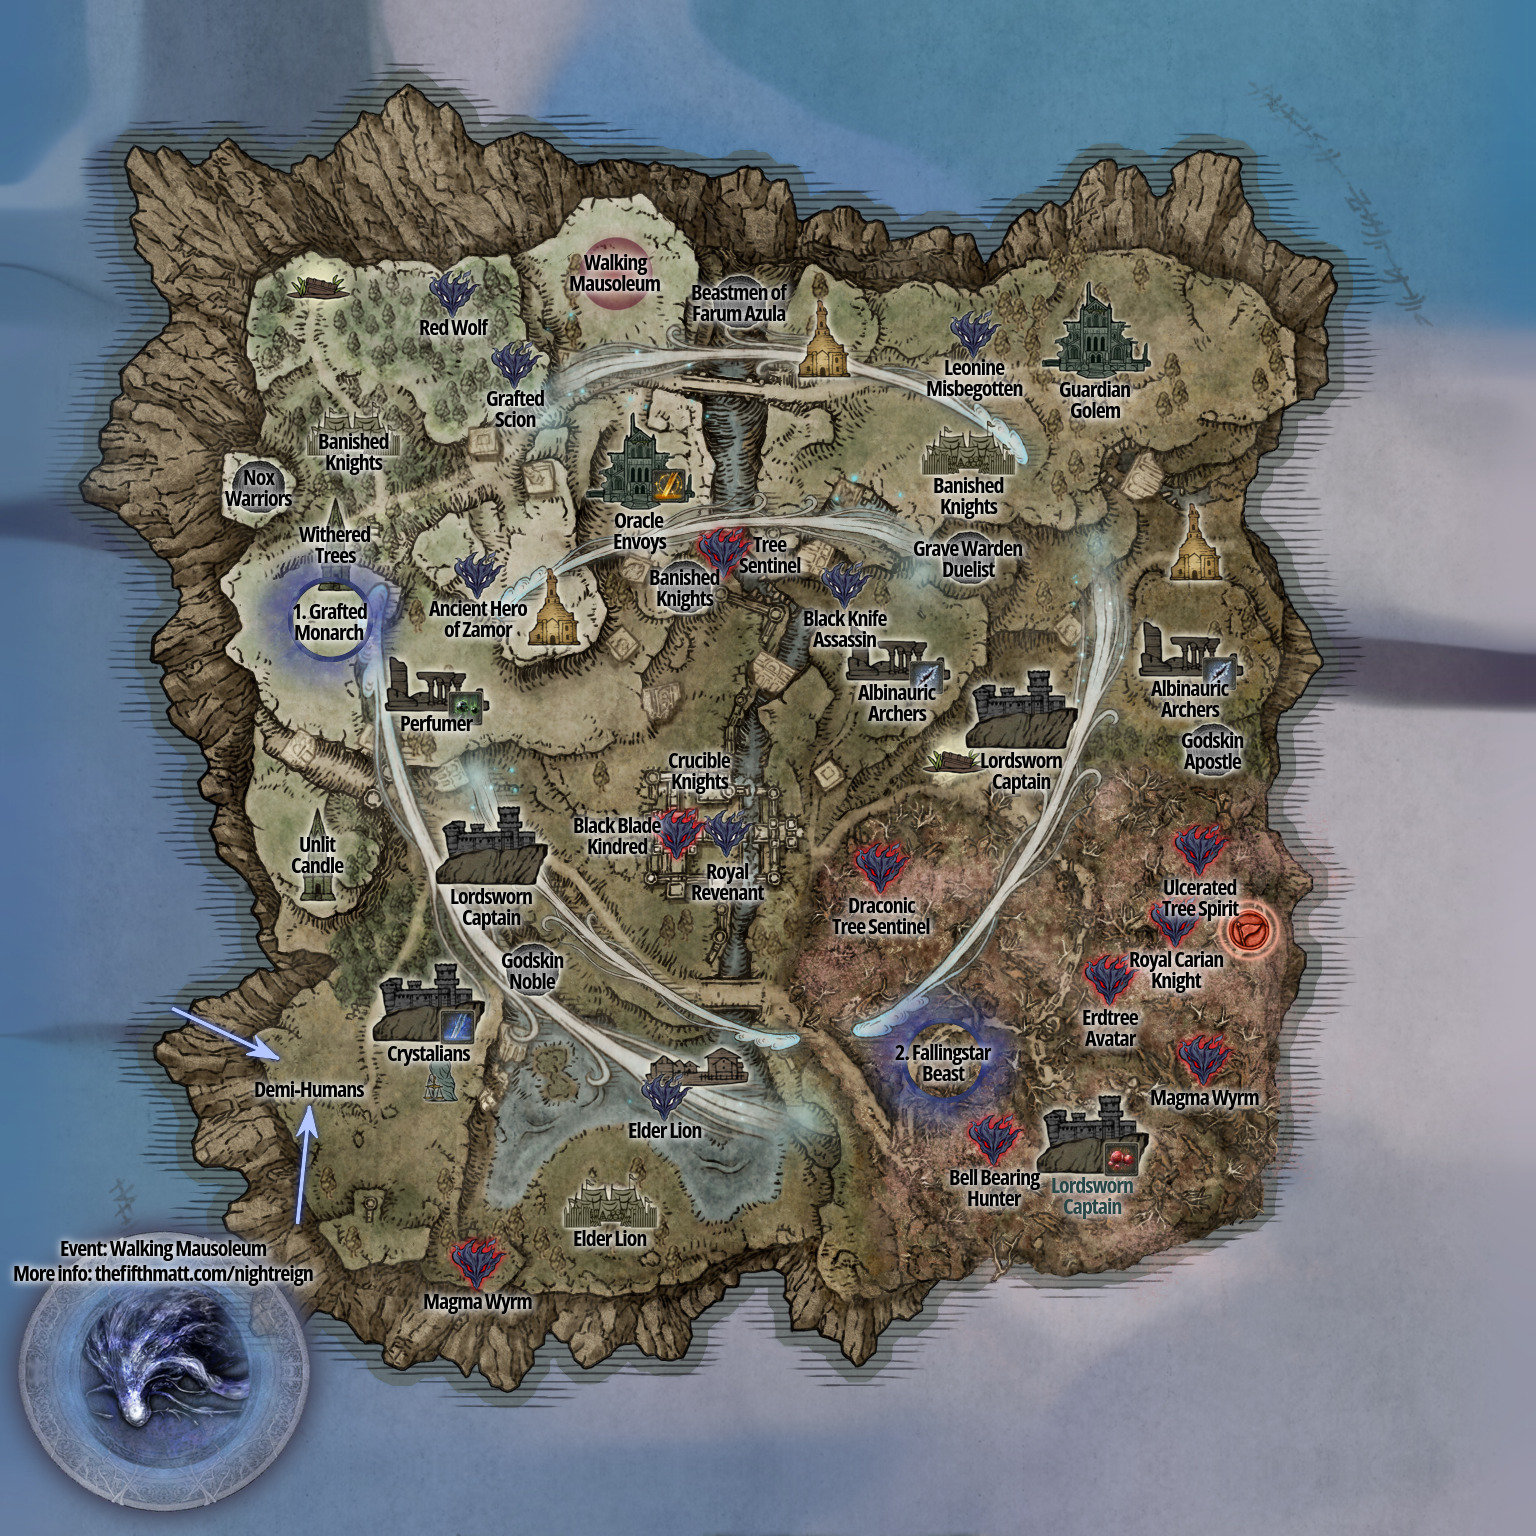 Walking
Mausoleum
Beastmen of
Farum Azula
Red Wolf
Grafted
Scion
Leonine
Misbegotten
Guardian
Golem
Banished
Knights
Nox
Warriors
Banished
Knights
Oracle
Envoys
Withered
Trees
Tree
Sentinel
Grave Warden
Duelist
Banished
Knights
1. Grafted
Monarch
Ancient Hero
of Zamor
Black Knife
Assassin
Perfumer
Albinauric
Archers
Albinauric
Archers
Godskin
Apostle
Lordsworn
Captain
Crucible
Knights
Black Blade
Kindred
Royal
Revenant
Unlit
Candle
Lordsworn
Captain
Draconic
Tree Sentinel
Ulcerated
Tree Spirit
Royal Carian
Knight
Godskin
Noble
Erdtree
Avatar
Crystalians
2. Fallingstar
Beast
Demi-Humans
Magma Wyrm
Elder Lion
Bell Bearing
Hunter
Lordsworn
Captain
Elder Lion
Magma Wyrm
Event: Walking Mausoleum
More info: thefifthmatt.com/nightreign